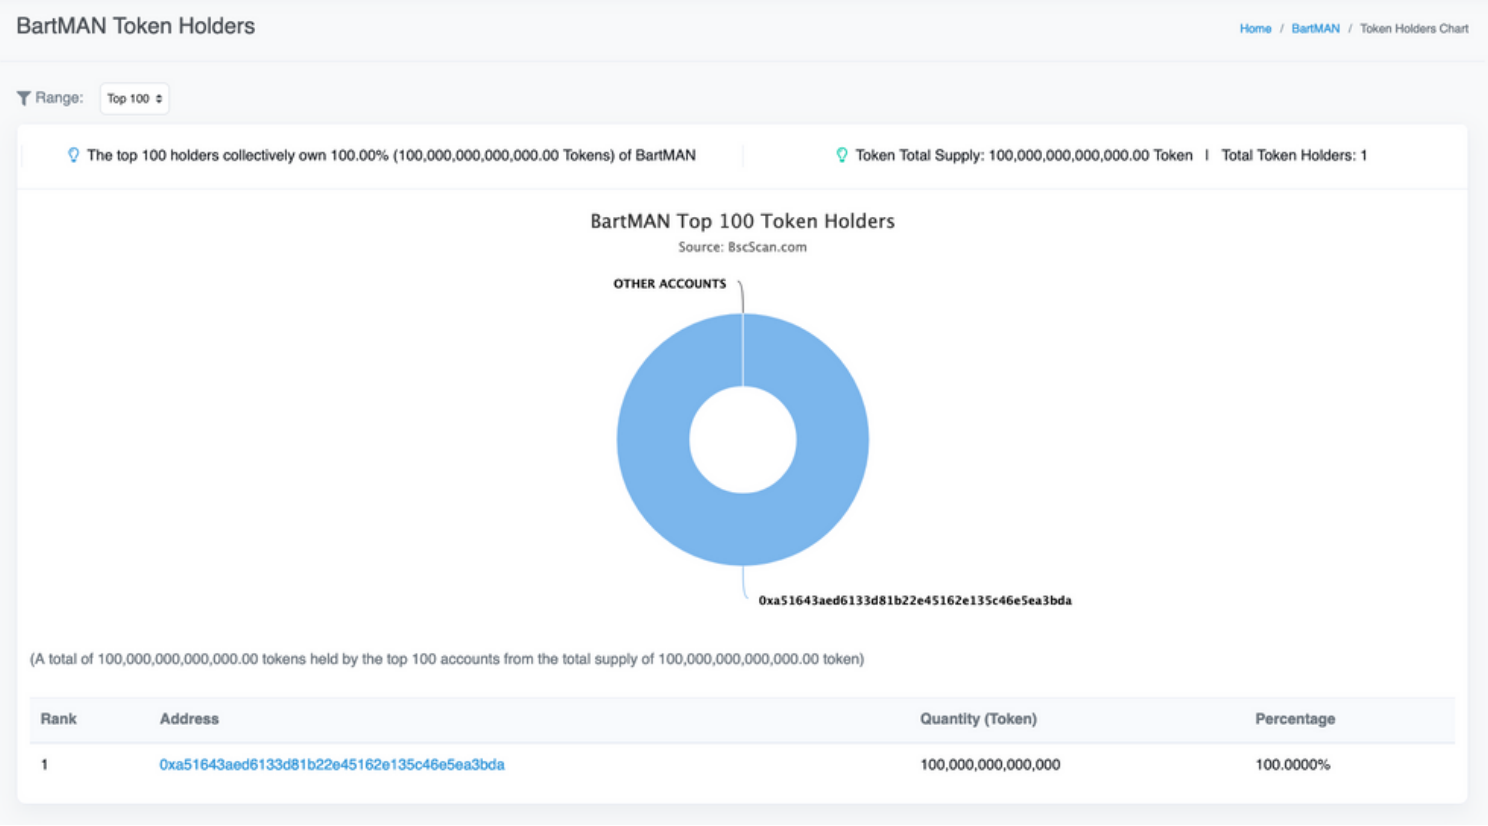 BartMAN Token Holders
Home / BartMAN / Token Holders Chart
Range: Top 100
The top 100 holders collectively own 100.00% (100,000,000,000,000.00 Tokens) of BartMAN
Token Total Supply: 100,000,000,000,000.00 Token | Total Token Holders: 1
BartMAN Top 100 Token Holders
Source: BscScan.com
OTHER ACCOUNTS
0xa51643aed6133d81b22e45162e135c46e5ea3bda
(A total of 100,000,000,000,000.00 tokens held by the top 100 accounts from the total supply of 100,000,000,000,000.00 token)
Rank Address Quantity (Token) Percentage
1 0xa51643aed6133d81b22e45162e135c46e5ea3bda 100,000,000,000,000 100.0000%